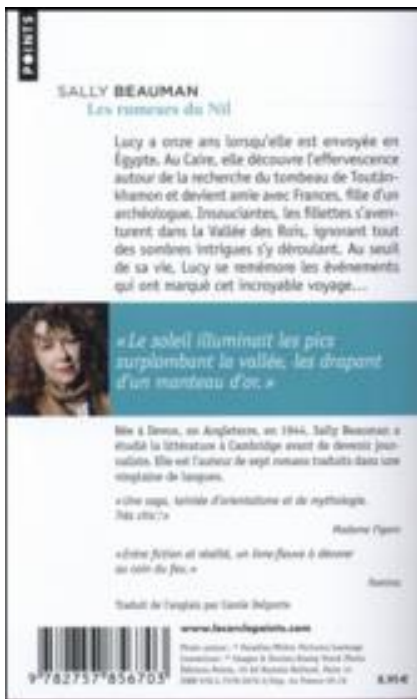 POINTS
SALLY BEAUMAN
Les rumeurs du Nil
Lucy a onze ans lorsqu'elle est envoyée en
Égypte. Au Caire, elle découvre l'effervescence
autour de la recherche du tombeau de Toutân-
khamon et devient amie avec Frances, fille d'un
archéologue. Insouciantes, les fillettes s'aven-
turent dans la Vallée des Rois, ignorant tout
des sombres intrigues s'y déroulant. Au seuil
de sa vie, Lucy se remémore les événements
qui ont marqué cet incroyable voyage...
« Le soleil illuminait les pics
surplombant la vallée, les drapant
d'un manteau d'or. »
Née à Devon, en Angleterre, en 1944, Sally Beauman a
étudié la littérature à Cambridge avant de devenir jour-
naliste. Elle est l'auteur de sept romans traduits dans une
vingtaine de langues.
« Une saga, teintée d'orientalisme et de mythologie.
Très chic ! »
Madame Figaro
« Entre fiction et réalité, un livre-fleuve à dévorer
au coin du feu. »
Traduit de l'anglais par Carole Delporte
www.lecerclepoints.com
9 782757 856703
8,95 €